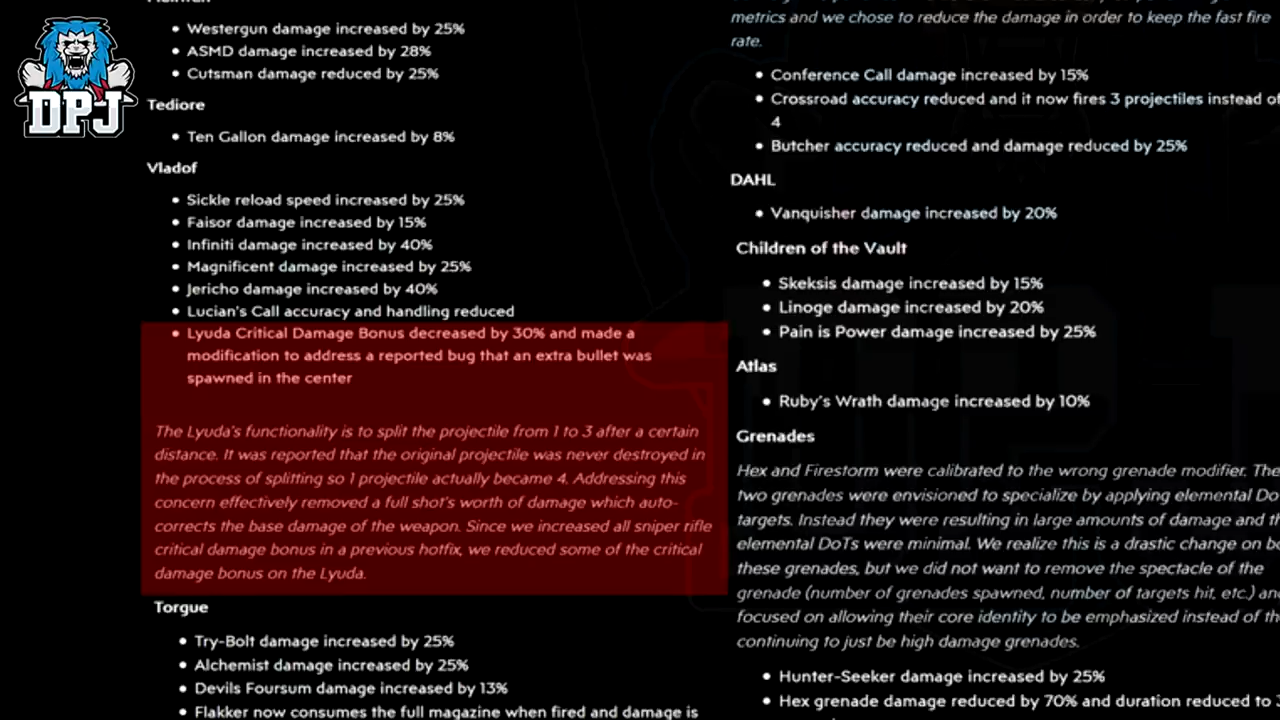 DPJ
Westergun damage increased by 25%
ASMD damage increased by 28%
Cutsman damage reduced by 25%
Tediore
Ten Gallon damage increased by 8%
Vladof
Sickle reload speed increased by 25%
Faisor damage increased by 15%
Infiniti damage increased by 40%
Magnificent damage increased by 25%
Jericho damage increased by 40%
Lucian's Call accuracy and handling reduced
Lyuda Critical Damage Bonus decreased by 30% and made a
modification to address a reported bug that an extra bullet was
spawned in the center
The Lyuda's functionality is to split the projectile from 1 to 3 after a certain
distance. It was reported that the original projectile was never destroyed in
the process of splitting so 1 projectile actually became 4. Addressing this
concern effectively removed a full shot's worth of damage which auto-
corrects the base damage of the weapon. Since we increased all sniper rifle
critical damage bonus in a previous hotfix, we reduced some of the critical
damage bonus on the Lyuda.
Torgue
Try-Bolt damage increased by 25%
Alchemist damage increased by 25%
Devils Foursum damage increased by 13%
Flakker now consumes the full magazine when fired and damage is
metrics and we chose to reduce the damage in order to keep the fast fire
rate.
Conference Call damage increased by 15%
Crossroad accuracy reduced and it now fires 3 projectiles instead of
4
Butcher accuracy reduced and damage reduced by 25%
DAHL
Vanquisher damage increased by 20%
Children of the Vault
Skeksis damage increased by 15%
Linoge damage increased by 20%
Pain is Power damage increased by 25%
Atlas
Ruby's Wrath damage increased by 10%
Grenades
Hex and Firestorm were calibrated to the wrong grenade modifier. The
two grenades were envisioned to specialize by applying elemental Do
targets. Instead they were resulting in large amounts of damage and th
elemental DoTs were minimal. We realize this is a drastic change on bo
these grenades, but we did not want to remove the spectacle of the
grenade (number of grenades spawned, number of targets hit, etc.) and
focused on allowing their core identity to be emphasized instead of th
continuing to just be high damage grenades.
Hunter-Seeker damage increased by 25%
Hex grenade damage reduced by 70% and duration reduced to